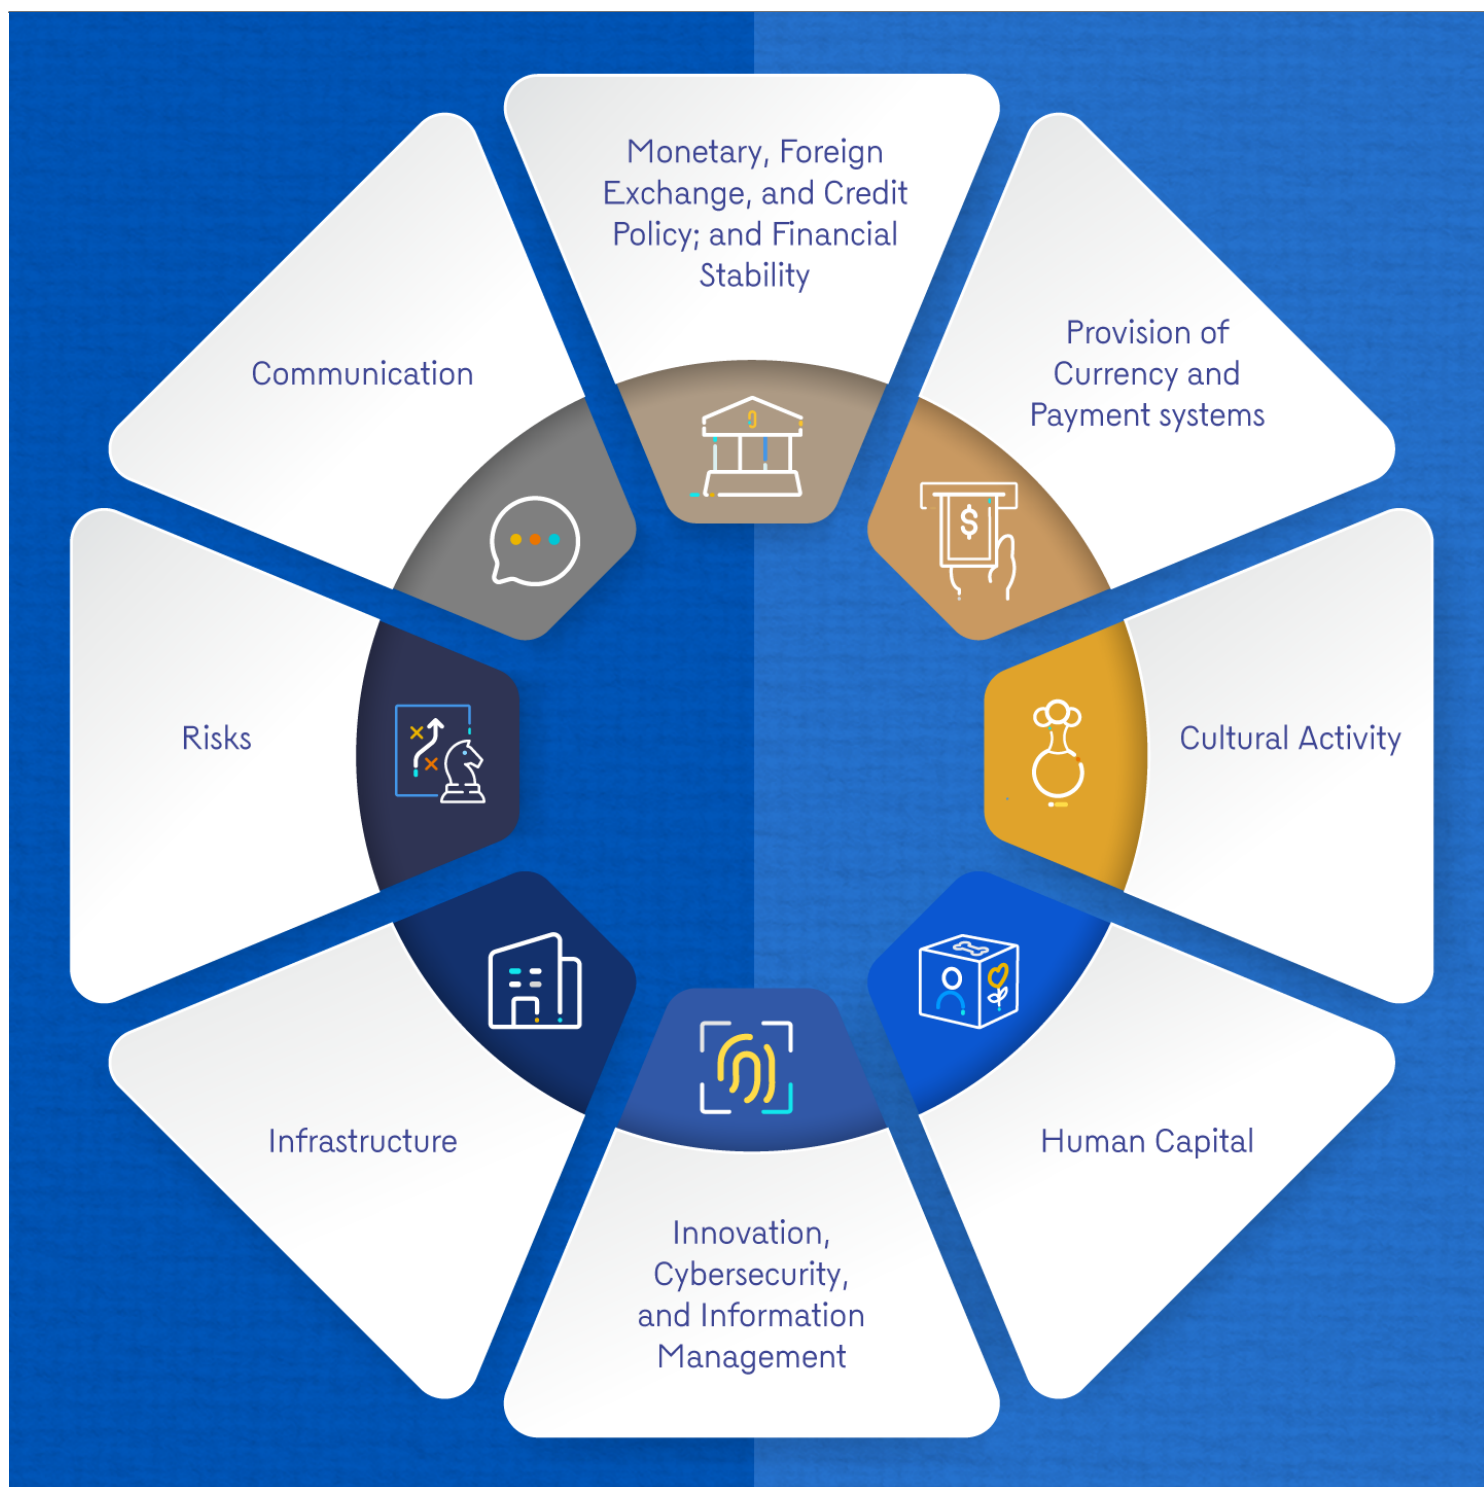 Monetary, Foreign
Exchange, and Credit
Policy; and Financial
Stability
Provision of
Currency and
Payment systems
Cultural Activity
Human Capital
Innovation,
Cybersecurity,
and Information
Management
Infrastructure
Risks
Communication
$